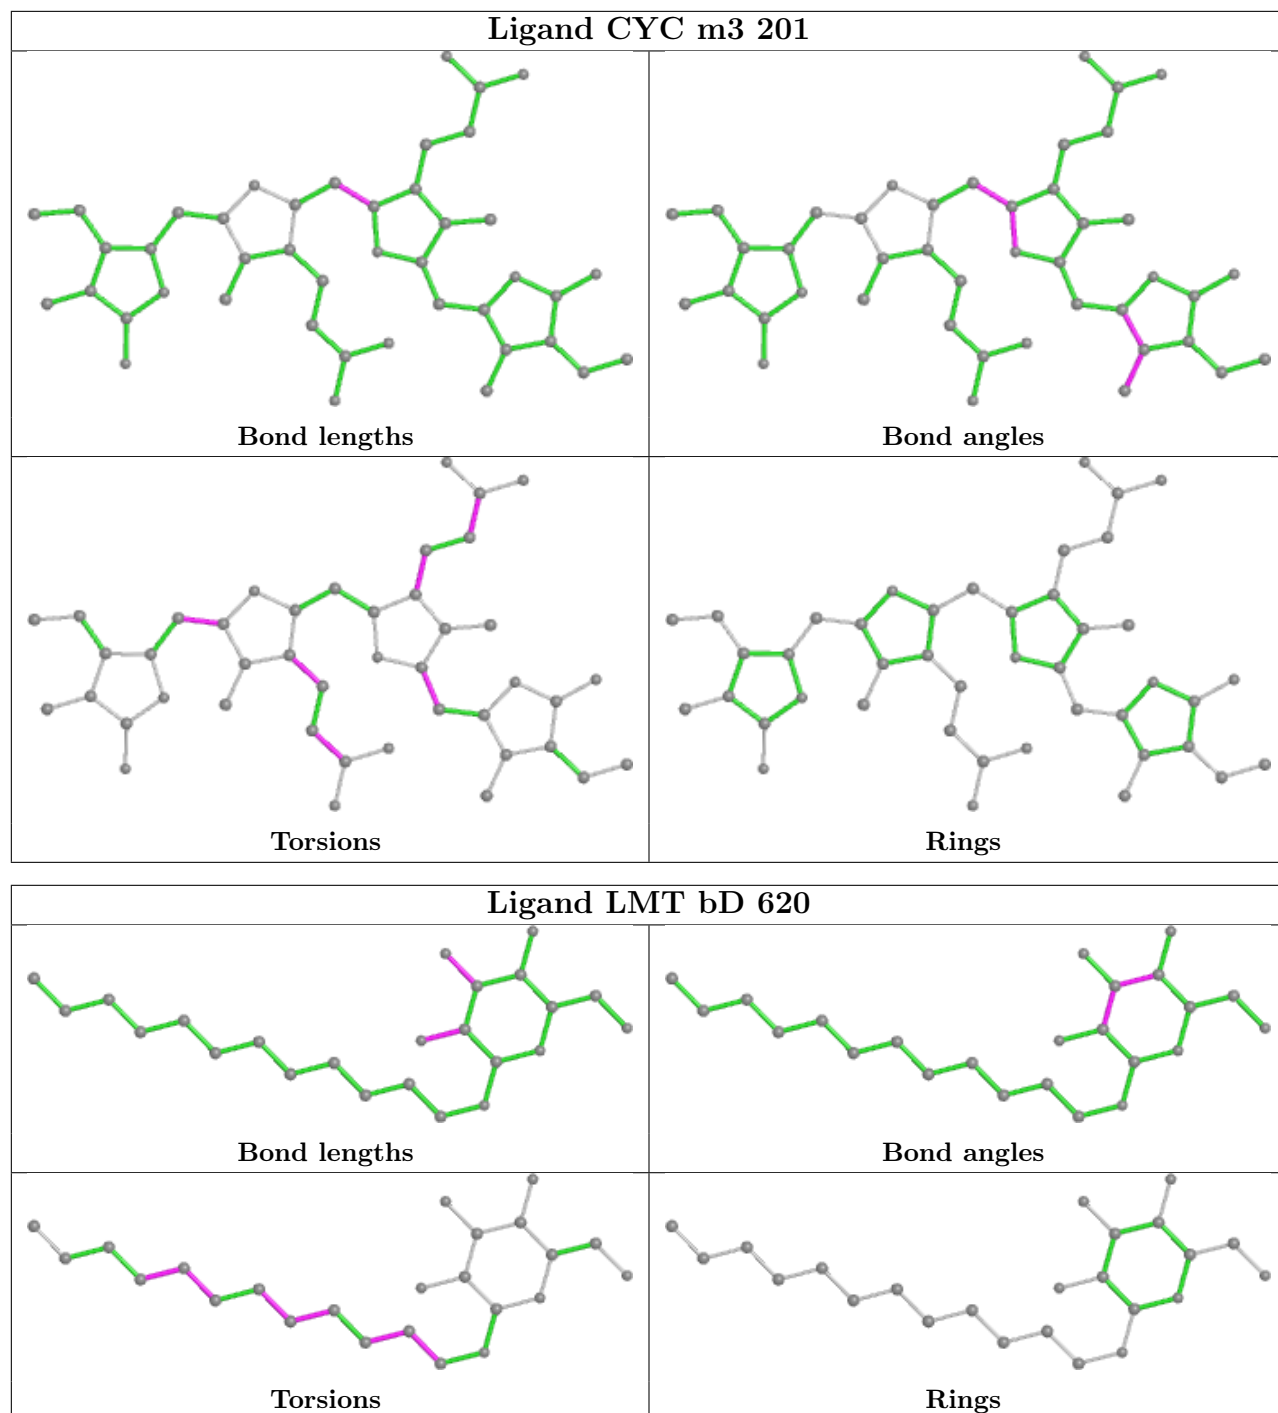 Ligand CYC m3 201
Bond lengths
Bond angles
Torsions
Rings
Ligand LMT bD 620
Bond lengths
Bond angles
Torsions
Rings